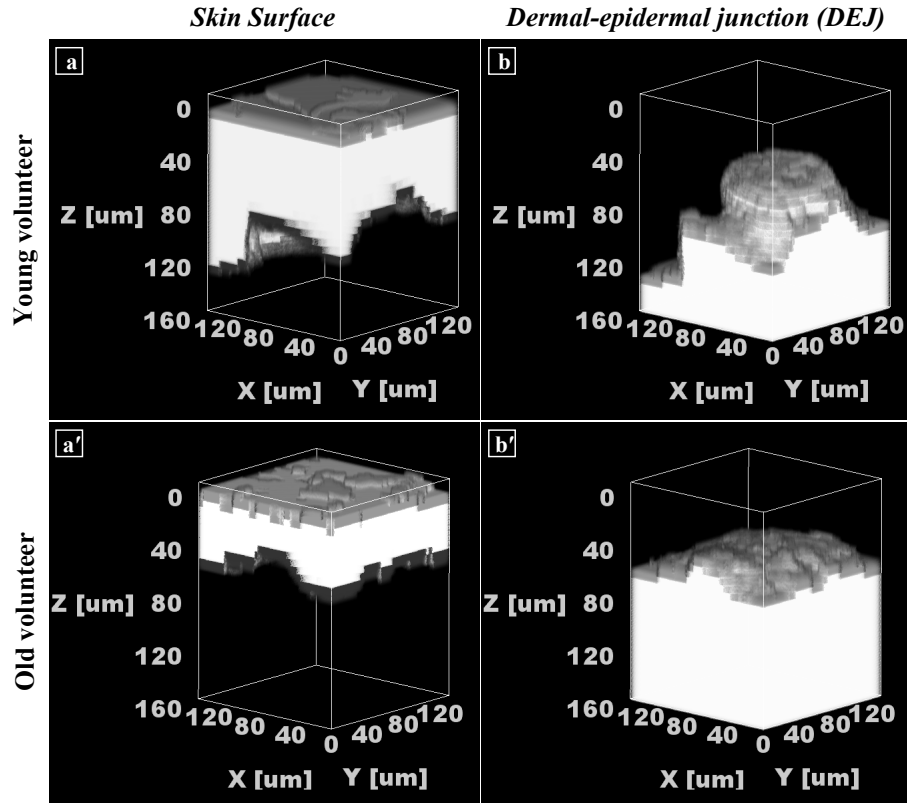 Skin Surface
Dermal-epidermal junction (DEJ)
Young volunteer
a
0
40
Z [um] 80
120
160
120 80 40 0 40 80 120
X [um] Y [um]
b
0
40
Z [um] 80
120
160
120 80 40 0 40 80 120
X [um] Y [um]
Old volunteer
a′
0
40
Z [um] 80
120
160
120 80 40 0 40 80 120
X [um] Y [um]
b′
0
40
Z [um] 80
120
160
120 80 40 0 40 80 120
X [um] Y [um]